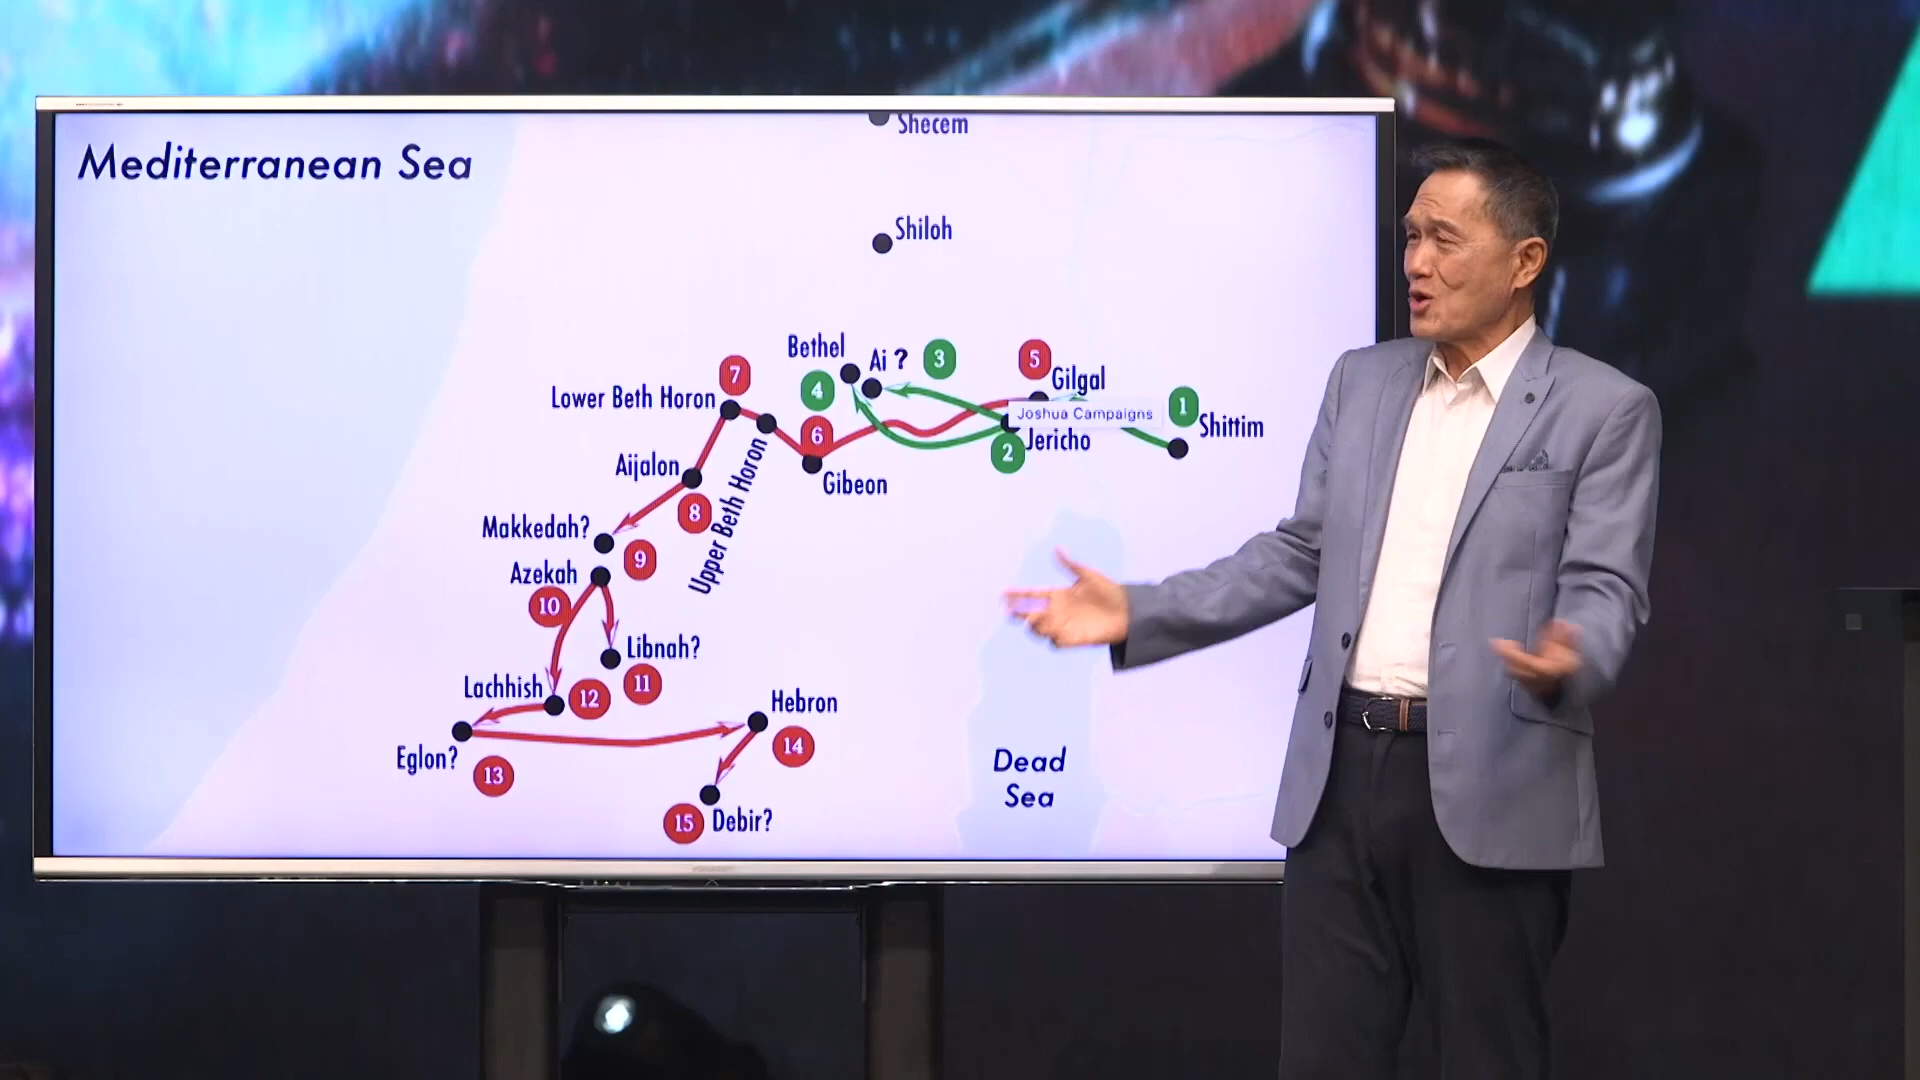 Mediterranean Sea
Shecem
Shiloh
Bethel
Ai ?
3
5
Gilgal
7
4
Lower Beth Horon
Joshua Campaigns
1
Shittim
6
2
Jericho
Aijalon
Gibeon
8
Upper Beth Horon
Makkedah?
9
Azekah
10
Libnah?
11
Lachhish
12
Hebron
Eglon?
14
13
Dead
Sea
15
Debir?